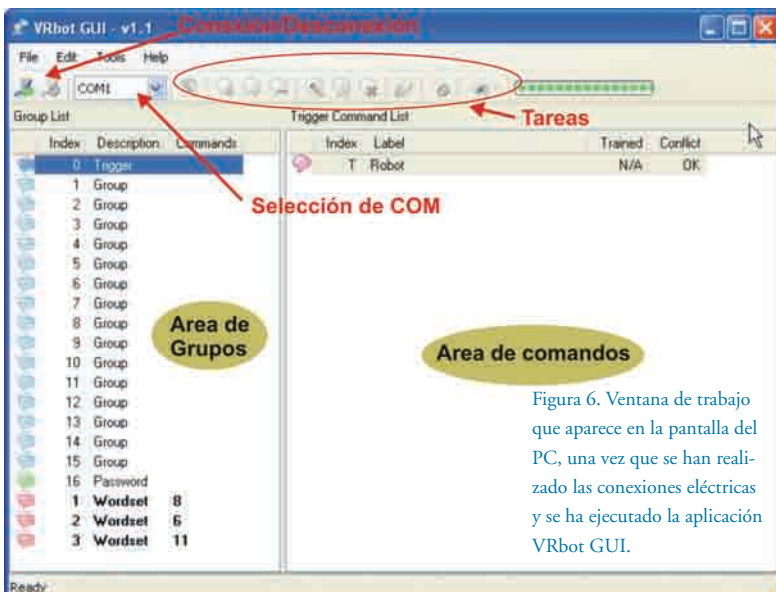 VRbot GUI - v1.1
Conexión/Desconexión
File Edit Tools Help
COM1
Tareas
Group List
Trigger Command List
Index Description Commands
Index Label Trained Conflict
0 Trigger
T Robot N/A OK
1 Group
2 Group
Selección de COM
3 Group
4 Group
5 Group
6 Group
7 Group
8 Group
9 Group
10 Group
11 Group
12 Group
13 Group
14 Group
15 Group
16 Password
1 Wordset 8
2 Wordset 6
3 Wordset 11
Area de
Grupos
Area de comandos
Figura 6. Ventana de trabajo
que aparece en la pantalla del
PC, una vez que se han reali-
zado las conexiones eléctricas
y se ha ejecutado la aplicación
VRbot GUI.
Ready